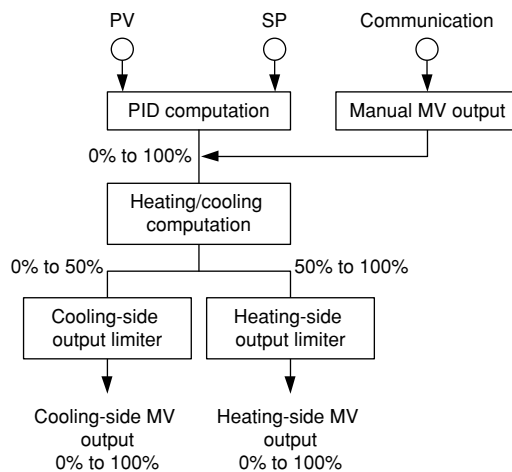 PV
SP
Communication
PID computation
Manual MV output
0% to 100%
Heating/cooling
computation
0% to 50%
50% to 100%
Cooling-side
output limiter
Heating-side
output limiter
Cooling-side MV
output
0% to 100%
Heating-side MV
output
0% to 100%